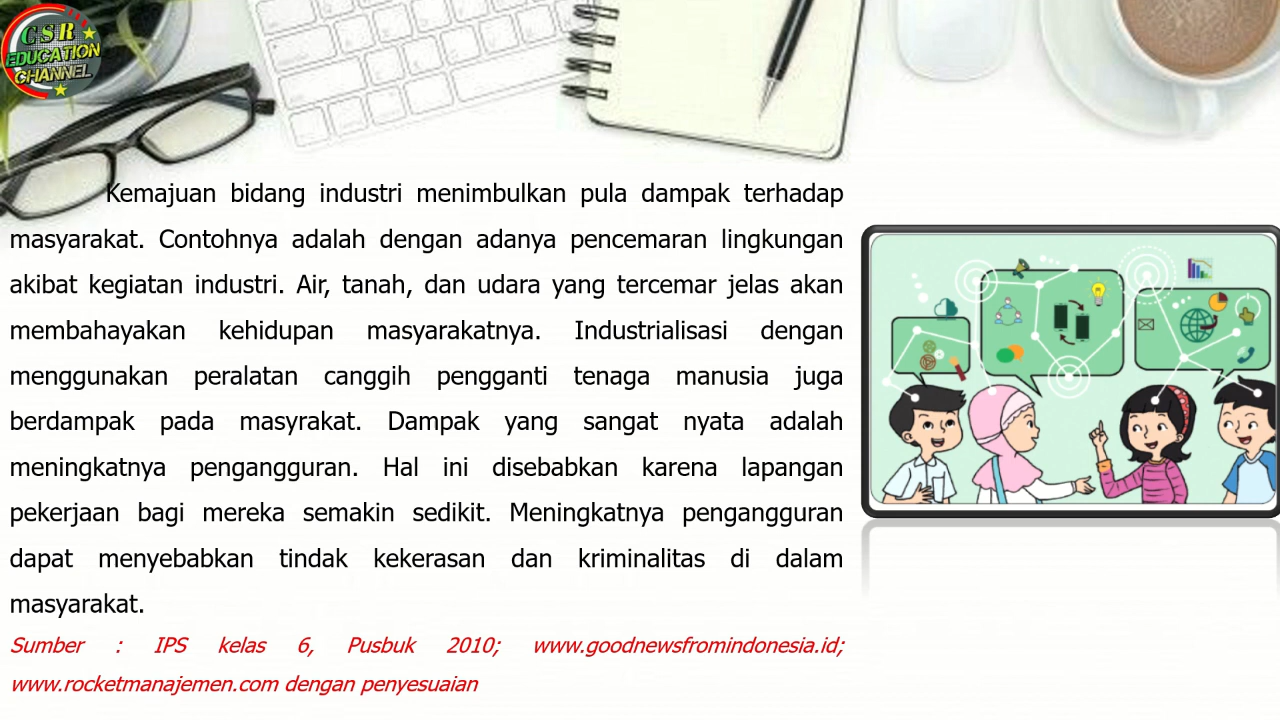 CSR
EDUCATION
CHANNEL
Kemajuan bidang industri menimbulkan pula dampak terhadap
masyarakat. Contohnya adalah dengan adanya pencemaran lingkungan
akibat kegiatan industri. Air, tanah, dan udara yang tercemar jelas akan
membahayakan kehidupan masyarakatnya. Industrialisasi dengan
menggunakan peralatan canggih pengganti tenaga manusia juga
berdampak pada masyrakat. Dampak yang sangat nyata adalah
meningkatnya pengangguran. Hal ini disebabkan karena lapangan
pekerjaan bagi mereka semakin sedikit. Meningkatnya pengangguran
dapat menyebabkan tindak kekerasan dan kriminalitas di dalam
masyarakat.
Sumber : IPS kelas 6, Pusbuk 2010; www.goodnewsfromindonesia.id;
www.rocketmanajemen.com dengan penyesuaian